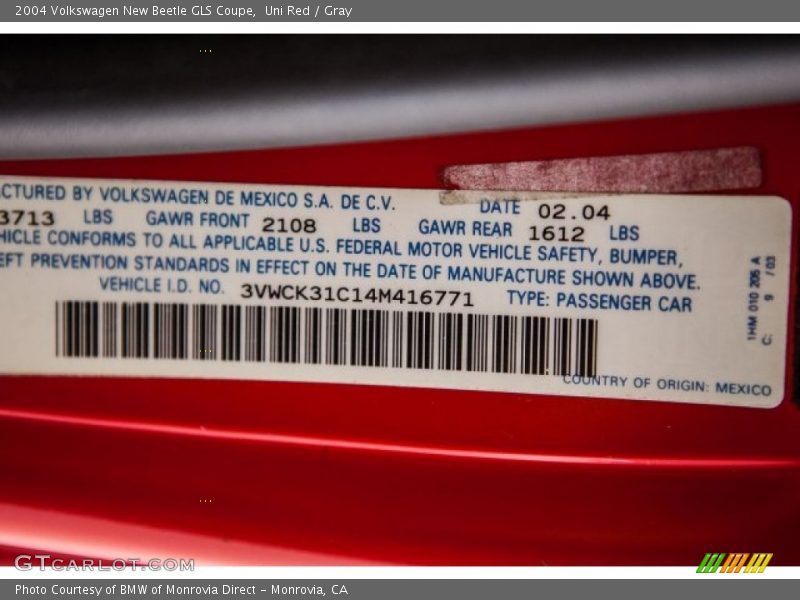 2004 Volkswagen New Beetle GLS Coupe,  Uni Red / Gray
ACTURED BY VOLKSWAGEN DE MEXICO S.A. DE C.V. DATE 02.04
3713 LBS GAWR FRONT 2108 LBS GAWR REAR 1612 LBS
HICLE CONFORMS TO ALL APPLICABLE U.S. FEDERAL MOTOR VEHICLE SAFETY, BUMPER,
EFT PREVENTION STANDARDS IN EFFECT ON THE DATE OF MANUFACTURE SHOWN ABOVE.
VEHICLE I.D. NO. 3VWCK31C14M416771 TYPE: PASSENGER CAR
1HM 010 205 A
C: 9 / 03
COUNTRY OF ORIGIN: MEXICO
GTCARLOT.COM
Photo Courtesy of BMW of Monrovia Direct - Monrovia, CA